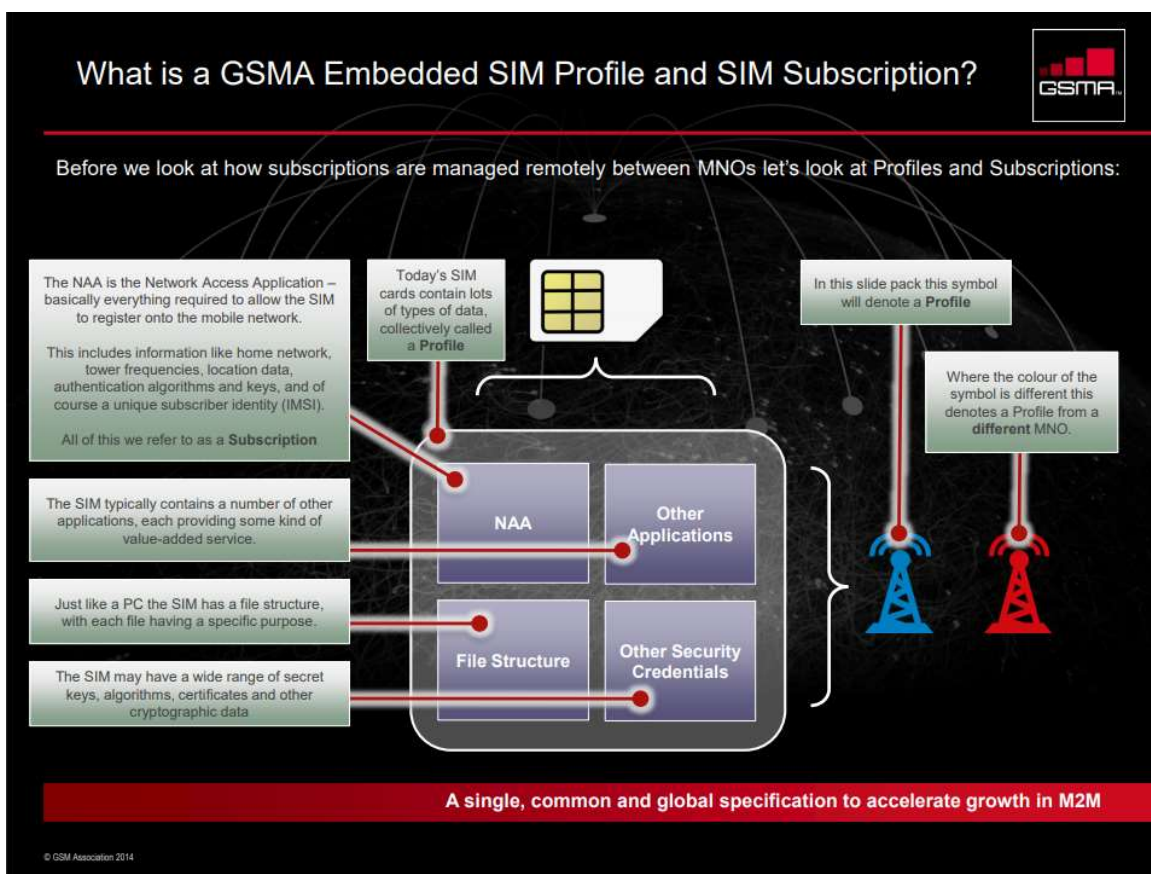 What is a GSMA Embedded SIM Profile and SIM Subscription?
GSMA
Before we look at how subscriptions are managed remotely between MNOs let's look at Profiles and Subscriptions:
The NAA is the Network Access Application –
basically everything required to allow the SIM
to register onto the mobile network.
This includes information like home network,
tower frequencies, location data,
authentication algorithms and keys, and of
course a unique subscriber identity (IMSI).
All of this we refer to as a Subscription
Today's SIM
cards contain lots
of types of data,
collectively called
a Profile
In this slide pack this symbol
will denote a Profile
Where the colour of the
symbol is different this
denotes a Profile from a
different MNO.
The SIM typically contains a number of other
applications, each providing some kind of
value-added service.
Just like a PC the SIM has a file structure,
with each file having a specific purpose.
The SIM may have a wide range of secret
keys, algorithms, certificates and other
cryptographic data
NAA
Other
Applications
File Structure
Other Security
Credentials
A single, common and global specification to accelerate growth in M2M
© GSM Association 2014